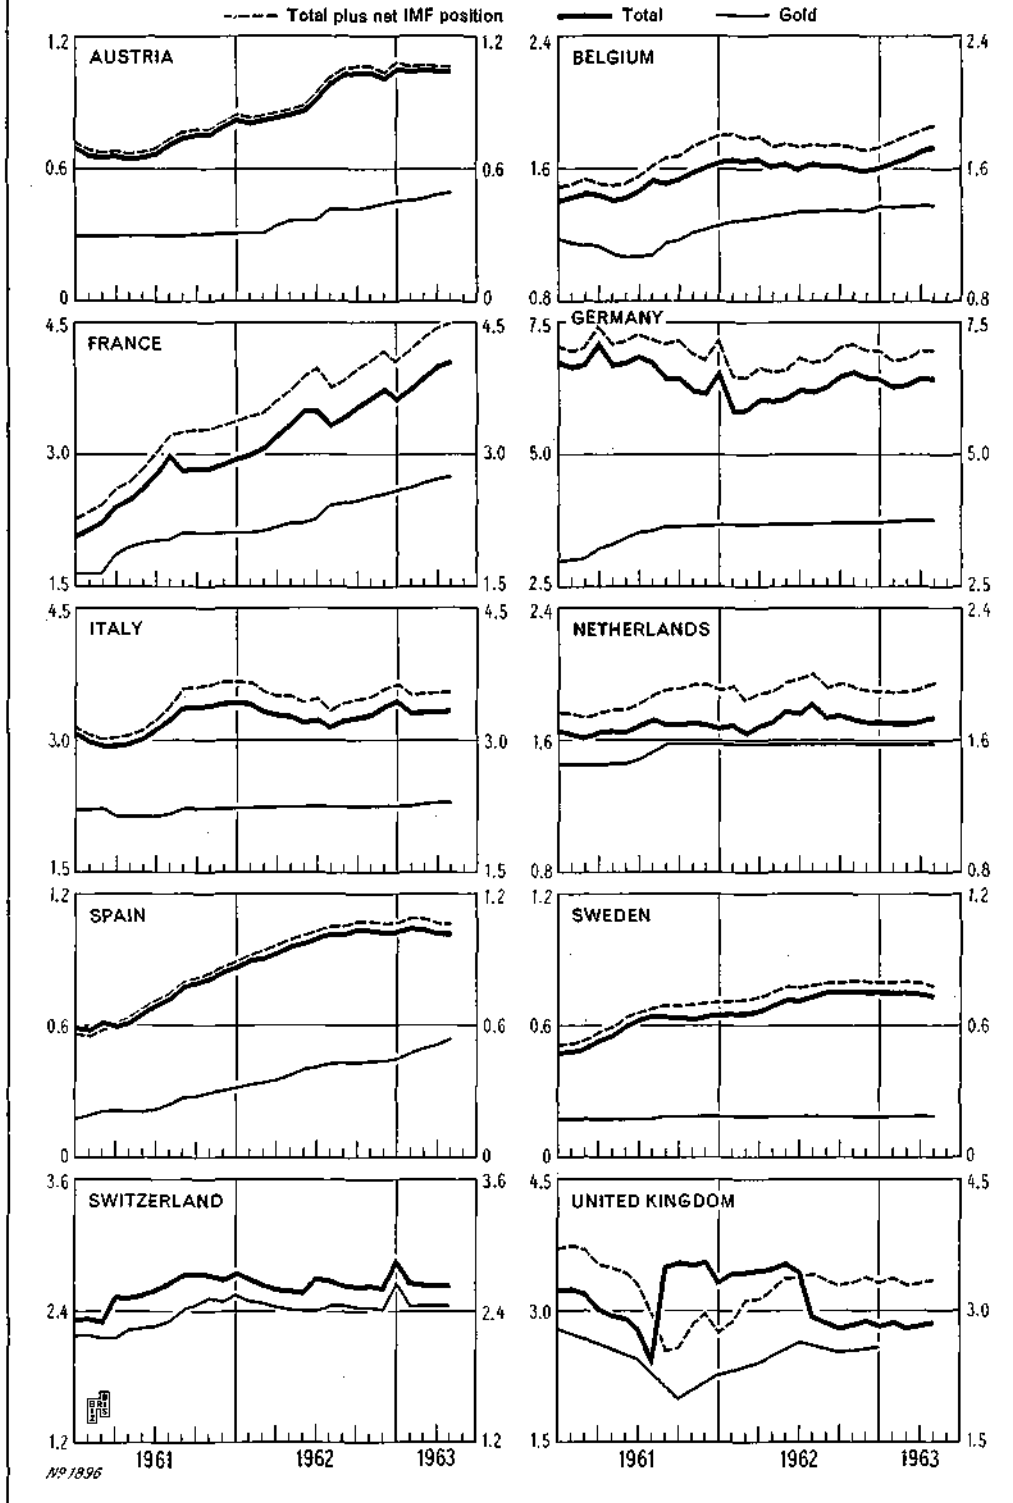 Total plus net IMF position Total Gold
1.2 1.2 2.4 2.4
AUSTRIA BELGIUM
0.6 0.6 1.6 1.6
0 0 0.8 0.8
GERMANY
4.5 4.5 7.5 7.5
FRANCE
3.0 3.0 5.0 5.0
1.5 1.5 2.5 2.5
4.5 4.5 2.4 2.4
ITALY NETHERLANDS
3.0 3.0 1.6 1.6
1.5 1.5 0.8 0.8
1.2 1.2 1.2 1.2
SPAIN SWEDEN
0.6 0.6 0.6 0.6
0 0 0 0
3.6 3.6 4.5 4.5
SWITZERLAND UNITED KINGDOM
2.4 2.4 3.0 3.0
1.2 1.2 1.5 1.5
1961 1962 1963 1961 1962 1963
Nº 1896